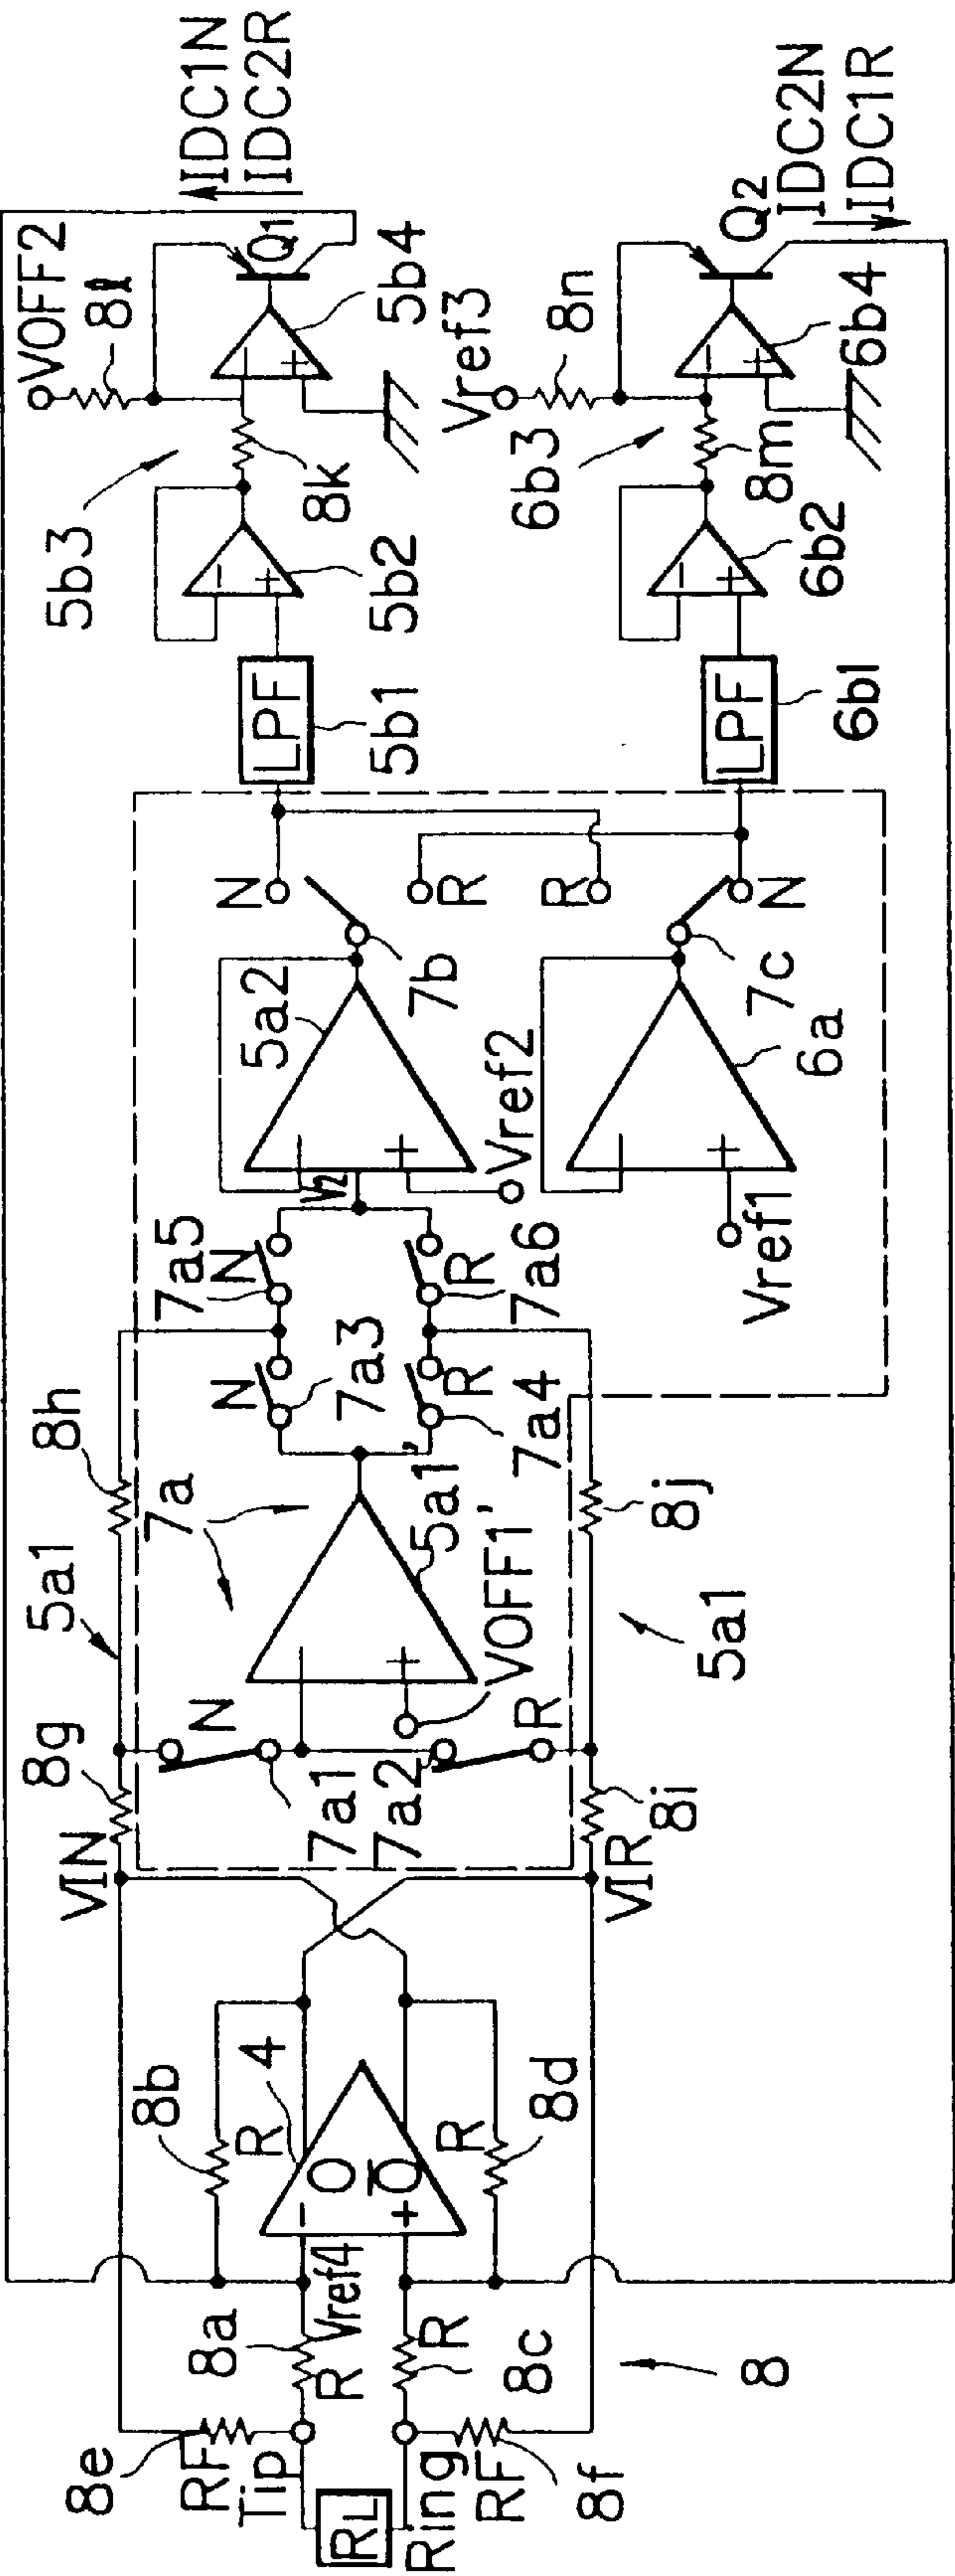 IDC1N
IDC2R
VOFF2
8ℓ
Q1
5b4
5b3
8k
5b2
LPF
5b1
Vref3
8n
Q2
IDC2N
IDC1R
6b3
8m
6b4
6b2
LPF
6b1
N
R
R
N
5a2
7b
7c
6a
V2
Vref2
Vref1
7a5
N
7a6
R
7a3
N
7a4
R
8h
7a
5a1
5a1'
VOFF1'
8j
5a1
8g
N
7a1
7a2
R
8i
VIN
VIR
8b
R
4
O
O̅
R
8d
8a
R
Vref4
R
8c
8
8e
RF
Tip
RL
Ring
RF
8f